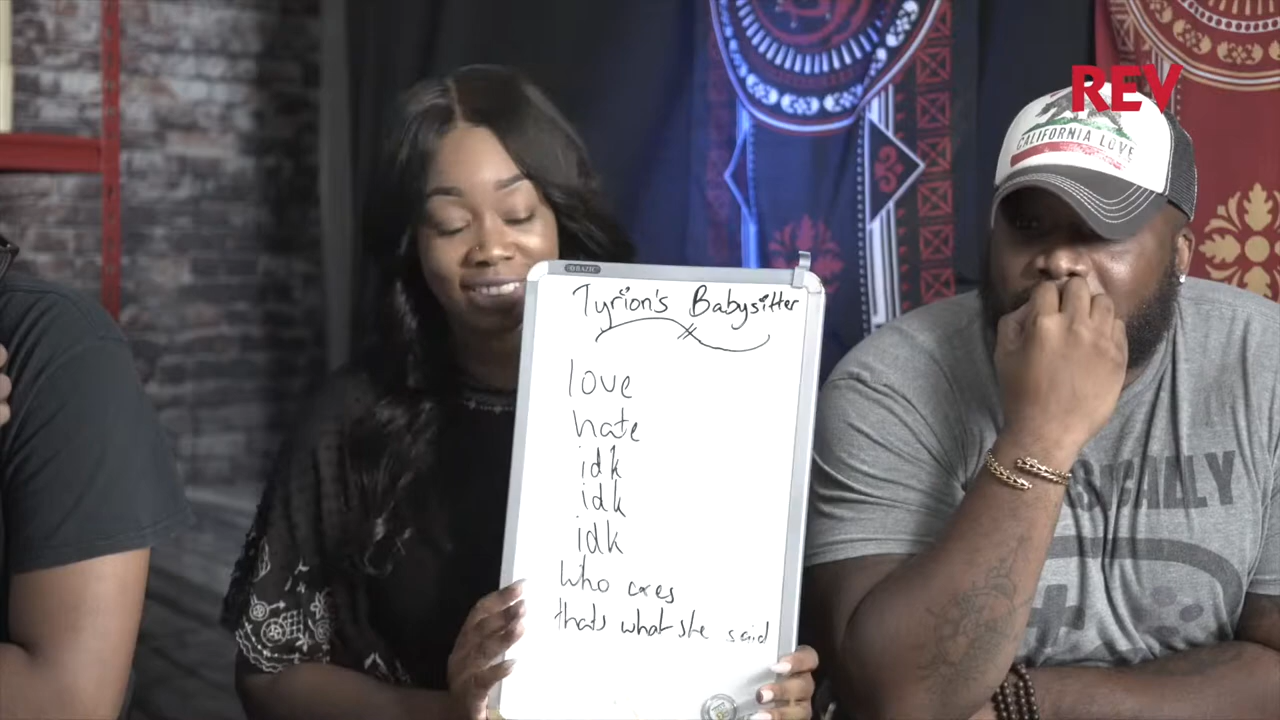 REV
CALIFORNIA LOVE
BAZIC
Tyrion's Babysitter
love
hate
idk
idk
idk
who cares
thats what she said